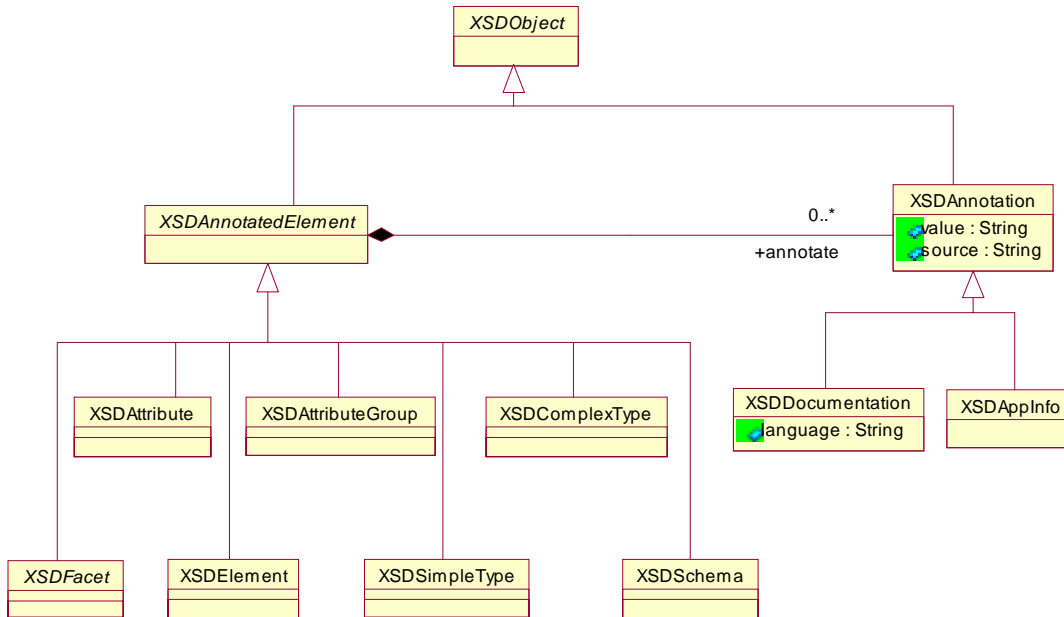 XSDObject
XSDAnnotatedElement
0..*
+annotate
XSDAnnotation
value : String
source : String
XSDAttribute
XSDAttributeGroup
XSDComplexType
XSDDocumentation
language : String
XSDAppInfo
XSDFacet
XSDElement
XSDSimpleType
XSDSchema